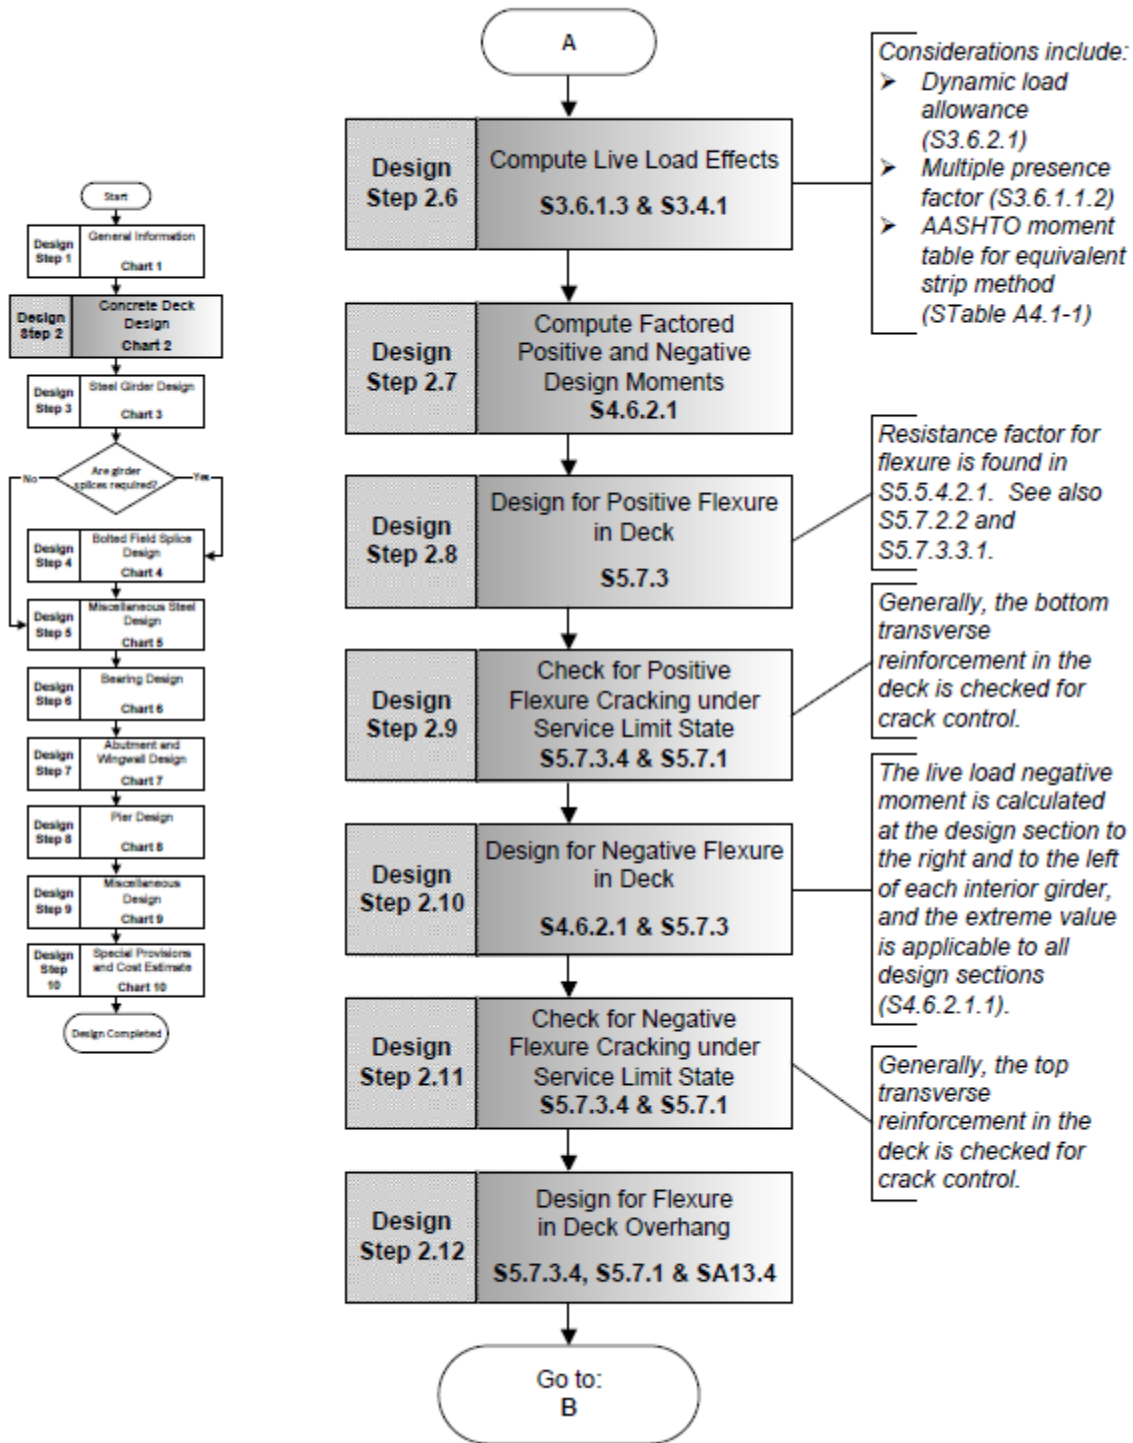 Start
Design
Step 1
General Information
Chart 1
Design
Step 2
Concrete Deck
Design
Chart 2
Design
Step 3
Steel Girder Design
Chart 3
Are girder
splices required?
No
Yes
Design
Step 4
Bolted Field Splice
Design
Chart 4
Design
Step 5
Miscellaneous Steel
Design
Chart 5
Design
Step 6
Bearing Design
Chart 6
Design
Step 7
Abutment and
Wingwall Design
Chart 7
Design
Step 8
Pier Design
Chart 8
Design
Step 9
Miscellaneous
Design
Chart 9
Design
Step
10
Special Provisions
and Cost Estimate
Chart 10
Design Completed
A
Design
Step 2.6
Compute Live Load Effects
S3.6.1.3 & S3.4.1
Considerations include:
➢ Dynamic load
allowance
(S3.6.2.1)
➢ Multiple presence
factor (S3.6.1.1.2)
➢ AASHTO moment
table for equivalent
strip method
(STable A4.1-1)
Design
Step 2.7
Compute Factored
Positive and Negative
Design Moments
S4.6.2.1
Design
Step 2.8
Design for Positive Flexure
in Deck
S5.7.3
Resistance factor for
flexure is found in
S5.5.4.2.1. See also
S5.7.2.2 and
S5.7.3.3.1.
Design
Step 2.9
Check for Positive
Flexure Cracking under
Service Limit State
S5.7.3.4 & S5.7.1
Generally, the bottom
transverse
reinforcement in the
deck is checked for
crack control.
Design
Step 2.10
Design for Negative Flexure
in Deck
S4.6.2.1 & S5.7.3
The live load negative
moment is calculated
at the design section to
the right and to the left
of each interior girder,
and the extreme value
is applicable to all
design sections
(S4.6.2.1.1).
Design
Step 2.11
Check for Negative
Flexure Cracking under
Service Limit State
S5.7.3.4 & S5.7.1
Generally, the top
transverse
reinforcement in the
deck is checked for
crack control.
Design
Step 2.12
Design for Flexure
in Deck Overhang
S5.7.3.4, S5.7.1 & SA13.4
Go to:
B